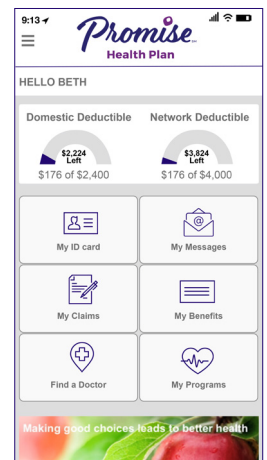 9:13
Promise
Health Plan
HELLO BETH
Domestic Deductible
$2,224
Left
$176 of $2,400
Network Deductible
$3,824
Left
$176 of $4,000
My ID card
@
My Messages
My Claims
My Benefits
Find a Doctor
My Programs
Making good choices leads to better health